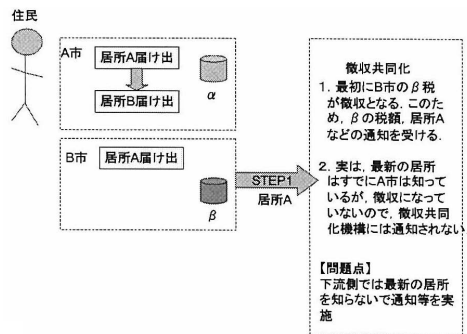 住民
A市
居所A届け出
α
居所B届け出
B市
居所A届け出
β
STEP1
居所A
徴収共同化
1．最初にB市のβ税
が徴収となる．このた
め，βの税額，居所A
などの通知を受ける．
2．実は，最新の居所
はすでにA市は知って
いるが，徴収になって
いないので，徴収共同
化機構には通知されない
【問題点】
下流側では最新の居所
を知らないで通知等を実
施